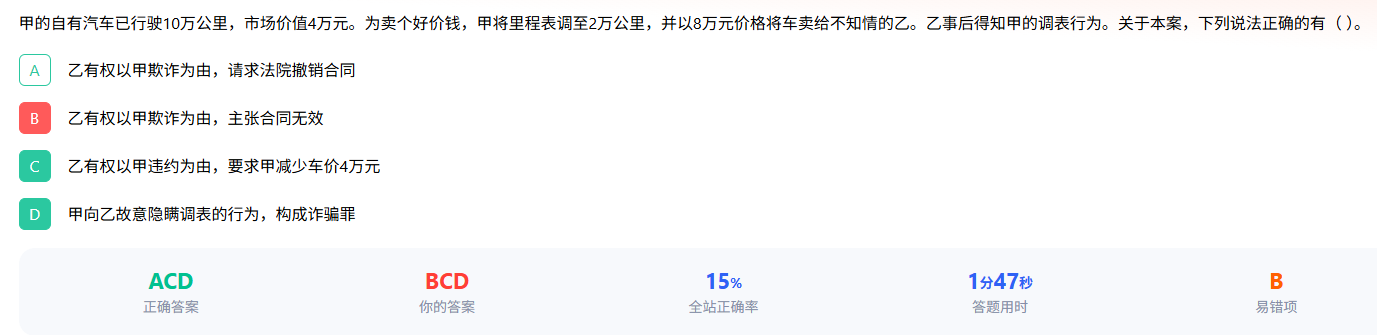 甲的自有汽车已行驶10万公里，市场价值4万元。为卖个好价钱，甲将里程表调至2万公里，并以8万元价格将车卖给不知情的乙。乙事后得知甲的调表行为。关于本案，下列说法正确的有（ ）。
A 乙有权以甲欺诈为由，请求法院撤销合同
B 乙有权以甲欺诈为由，主张合同无效
C 乙有权以甲违约为由，要求甲减少车价4万元
D 甲向乙故意隐瞒调表的行为，构成诈骗罪
ACD BCD 15% 1分47秒 B
正确答案 你的答案 全站正确率 答题用时 易错项